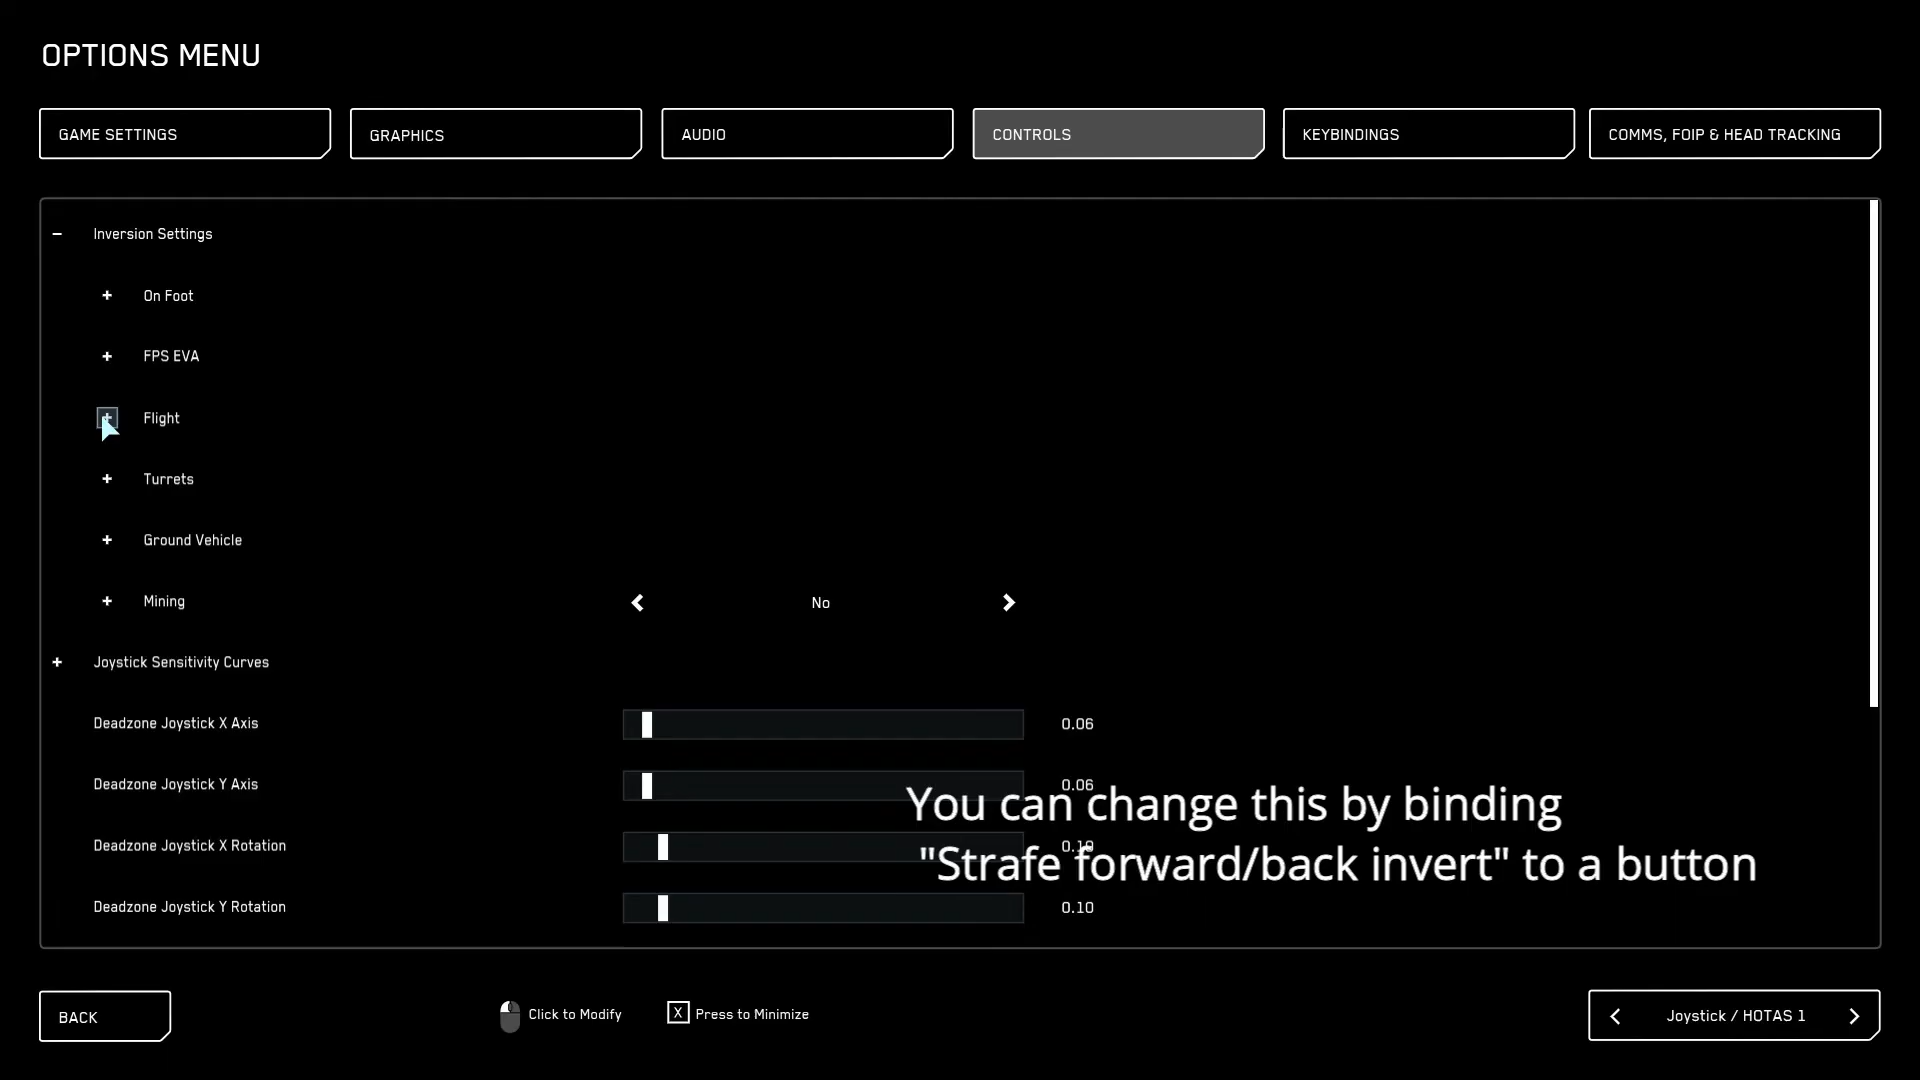 OPTIONS MENU
GAME SETTINGS
GRAPHICS
AUDIO
CONTROLS
KEYBINDINGS
COMMS, FOIP & HEAD TRACKING
- Inversion Settings
+ On Foot
+ FPS EVA
+ Flight
+ Turrets
+ Ground Vehicle
+ Mining No
+ Joystick Sensitivity Curves
Deadzone Joystick X Axis 0.06
Deadzone Joystick Y Axis 0.06
You can change this by binding
Deadzone Joystick X Rotation
"Strafe forward/back invert" to a button
Deadzone Joystick Y Rotation 0.10
BACK
Click to Modify
X Press to Minimize
Joystick / HOTAS 1